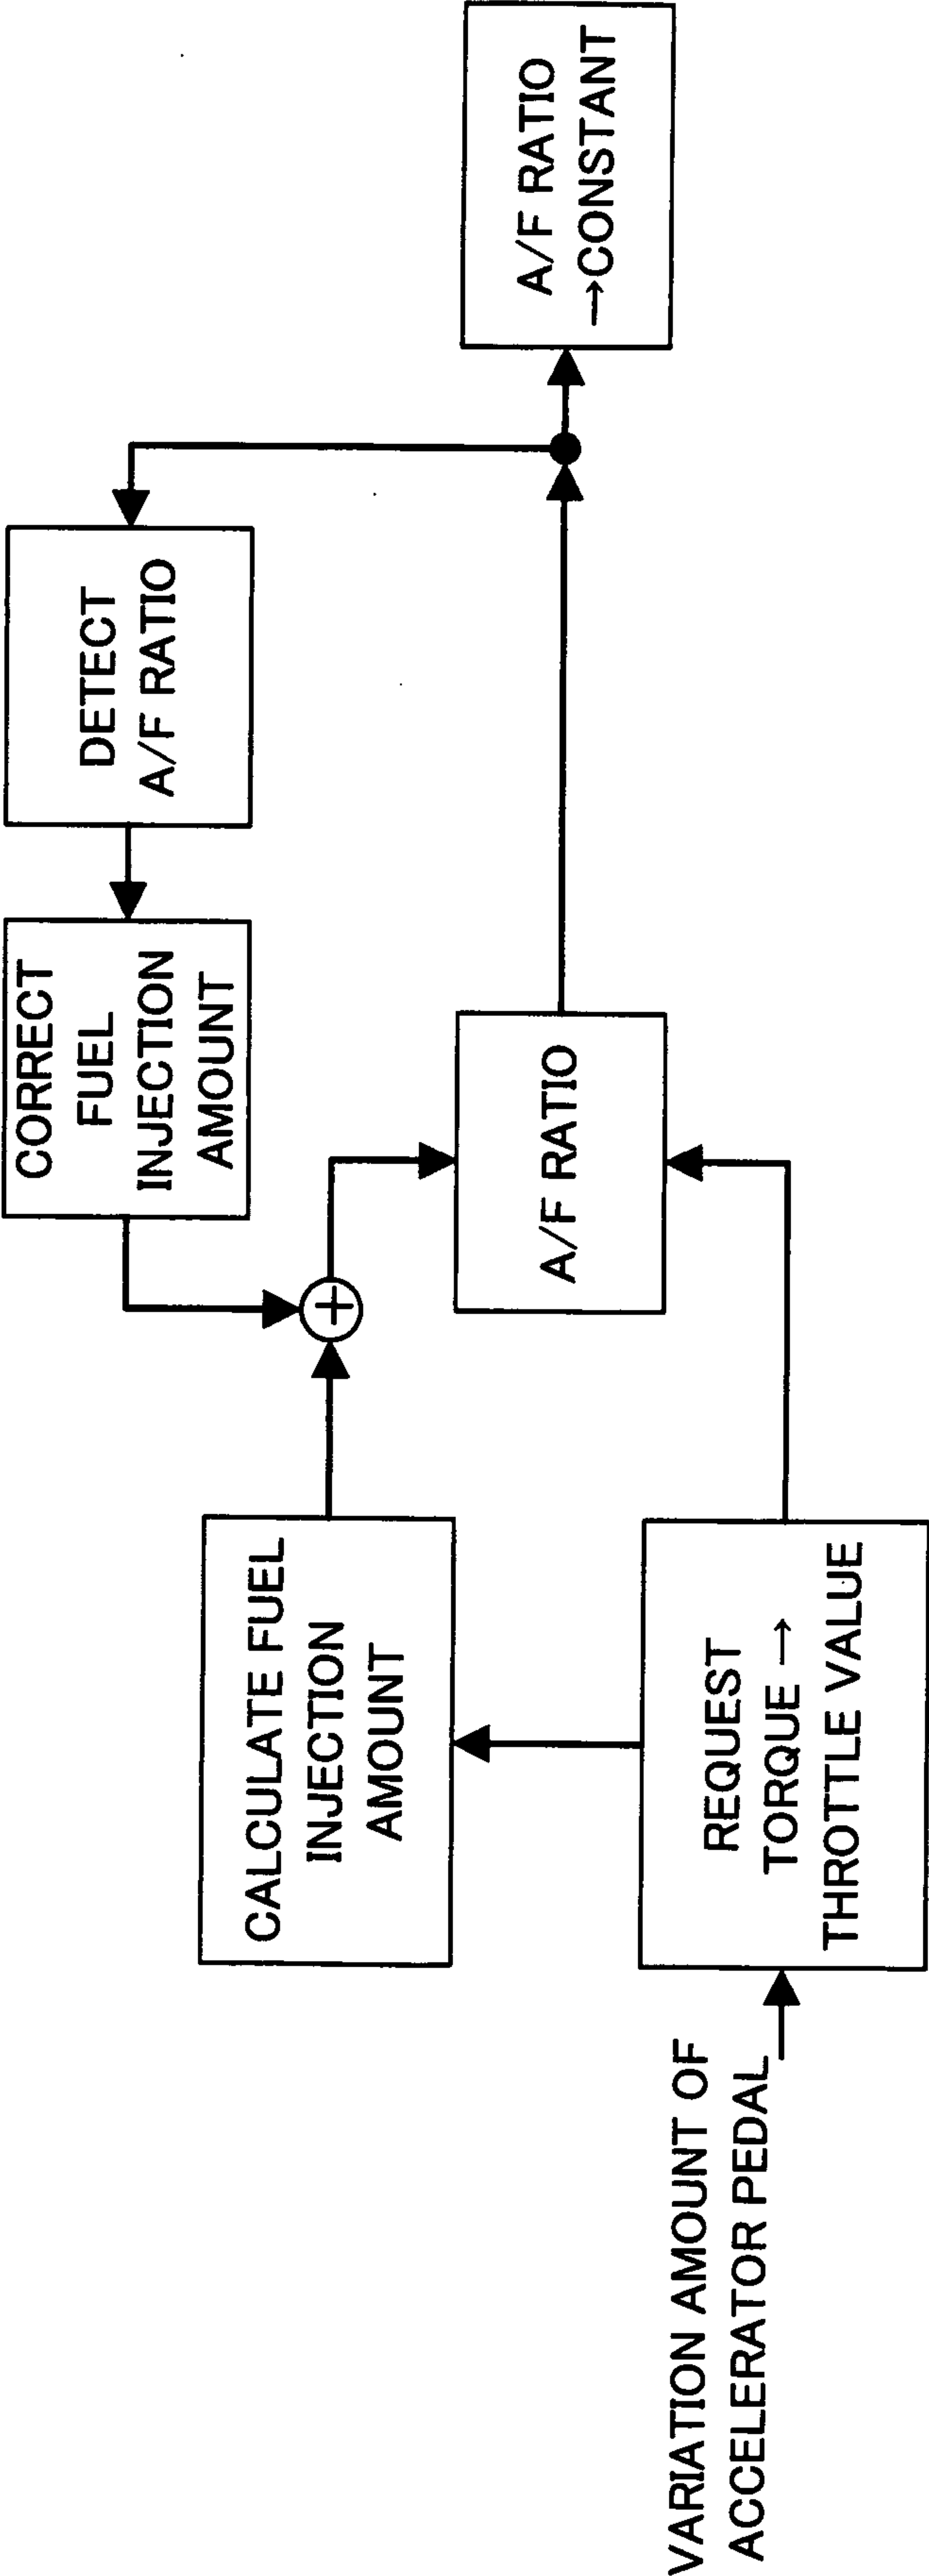 VARIATION AMOUNT OF
ACCELERATOR PEDAL
REQUEST
TORQUE →
THROTTLE VALUE
CALCULATE FUEL
INJECTION
AMOUNT
+
CORRECT
FUEL
INJECTION
AMOUNT
DETECT
A/F RATIO
A/F RATIO
A/F RATIO
→CONSTANT